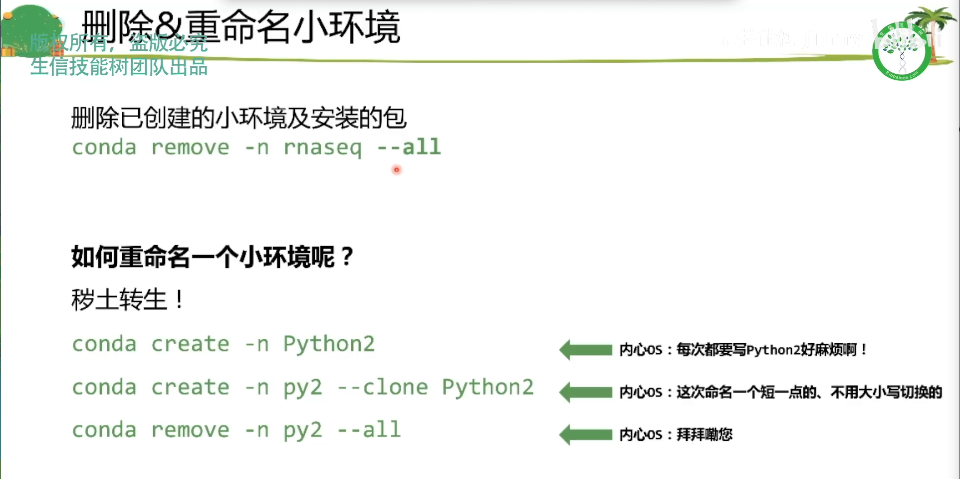 删除&重命名小环境
版权所有，盗版必究
生信技能树团队出品
删除已创建的小环境及安装的包
conda remove -n rnaseq --all
如何重命名一个小环境呢？
秽土转生！
conda create -n Python2
内心OS：每次都要写Python2好麻烦啊！
conda create -n py2 --clone Python2
内心OS：这次命名一个短一点的、不用大小写切换的
conda remove -n py2 --all
内心OS：拜拜嘞您